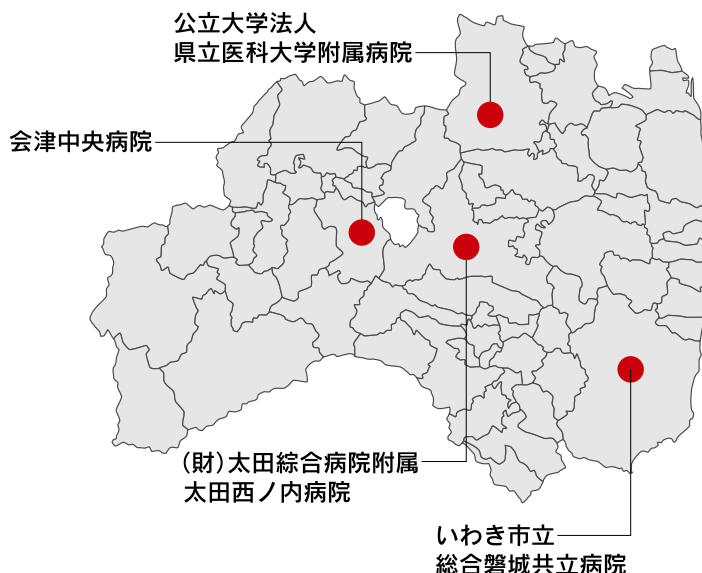 公立大学法人
県立医科大学附属病院
会津中央病院
(財)太田綜合病院附属
太田西ノ内病院
いわき市立
総合磐城共立病院